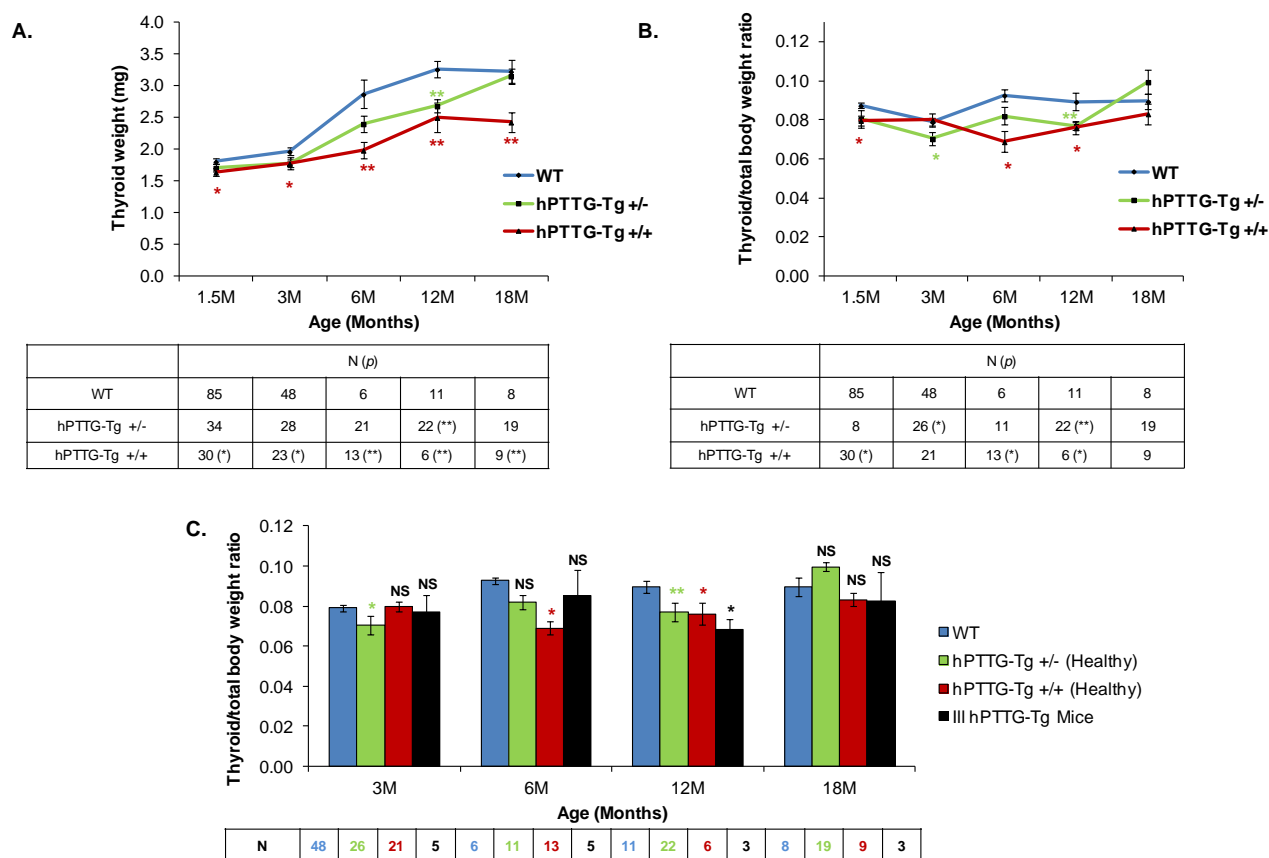 A.
4.0
3.5
3.0
2.5
2.0
1.5
1.0
0.5
0.0
Thyroid weight (mg)
**
*
*
**
**
**
WT
hPTTG-Tg +/-
hPTTG-Tg +/+
1.5M 3M 6M 12M 18M
Age (Months)
N (p)
WT 85 48 6 11 8
hPTTG-Tg +/- 34 28 21 22 (**) 19
hPTTG-Tg +/+ 30 (*) 23 (*) 13 (**) 6 (**) 9 (**)
B.
0.12
0.10
0.08
0.06
0.04
0.02
0.00
Thyroid/total body weight ratio
**
*
*
*
*
WT
hPTTG-Tg +/-
hPTTG-Tg +/+
1.5M 3M 6M 12M 18M
Age (Months)
N (p)
WT 85 48 6 11 8
hPTTG-Tg +/- 8 26 (*) 11 22 (**) 19
hPTTG-Tg +/+ 30 (*) 21 13 (*) 6 (*) 9
C.
0.12
0.10
0.08
0.06
0.04
0.02
0.00
Thyroid/total body weight ratio
* NS NS
NS * NS
** * *
NS NS NS
WT
hPTTG-Tg +/- (Healthy)
hPTTG-Tg +/+ (Healthy)
Ill hPTTG-Tg Mice
3M 6M 12M 18M
Age (Months)
N 48 26 21 5 6 11 13 5 11 22 6 3 8 19 9 3